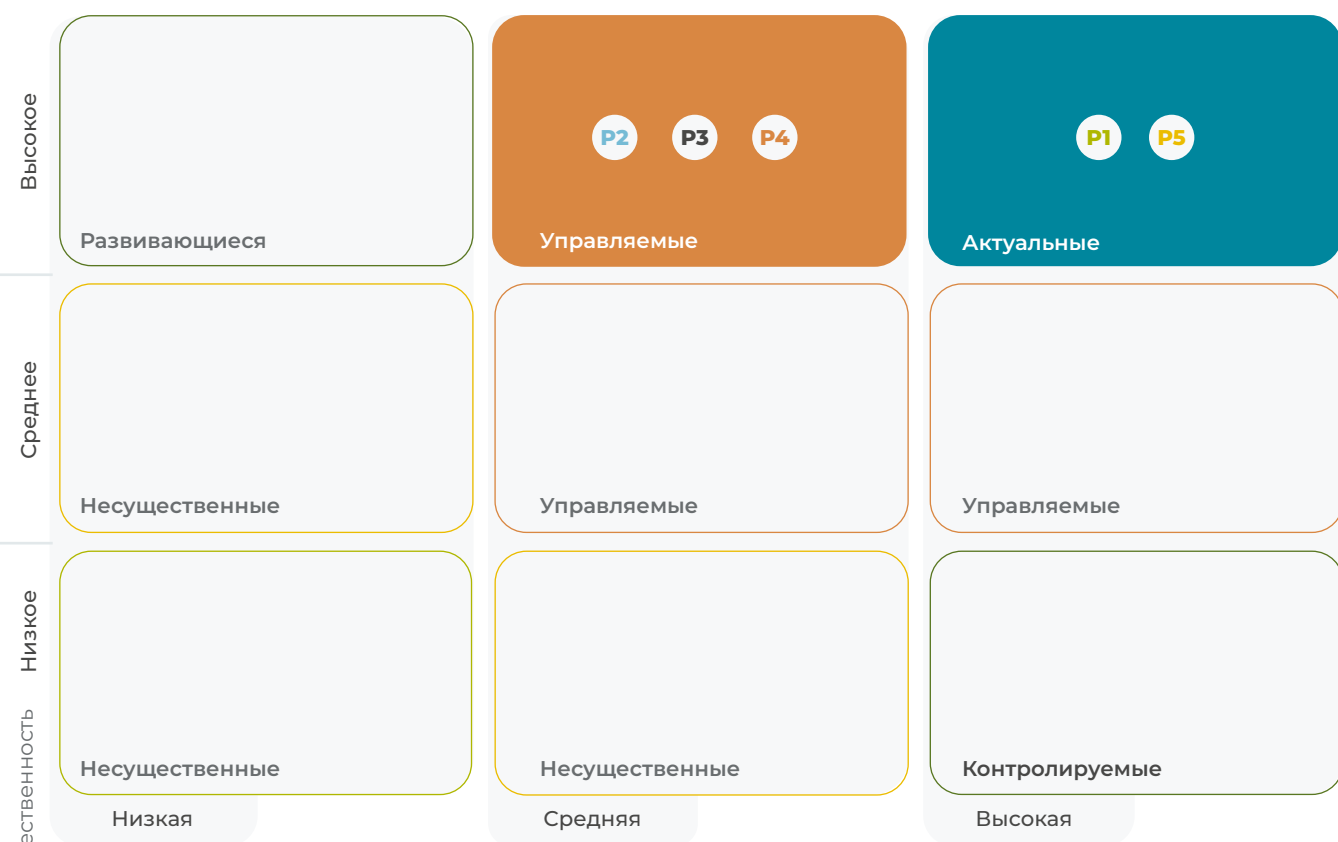 Высокое
P2 P3 P4
P1 P5
Развивающиеся
Управляемые
Актуальные
Среднее
Несущественные
Управляемые
Управляемые
Низкое
Несущественные
Несущественные
Контролируемые
Низкая
Средняя
Высокая